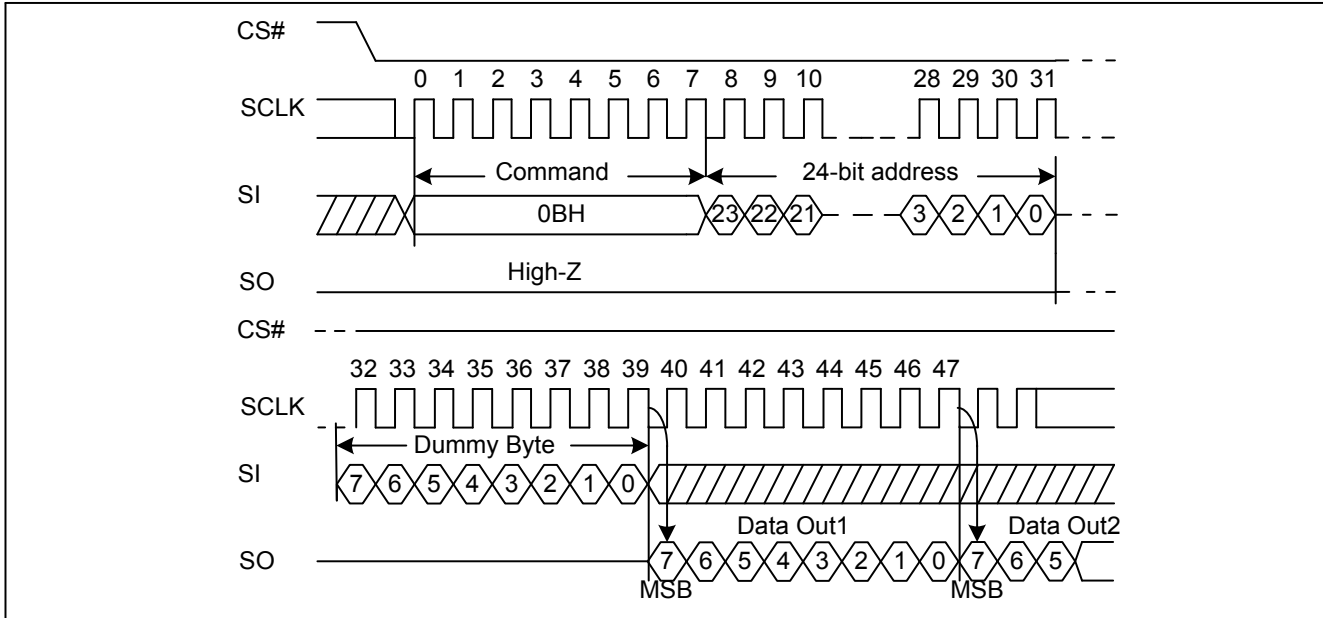 CS#
0 1 2 3 4 5 6 7 8 9 10 28 29 30 31
SCLK
Command 24-bit address
SI
0BH 23 22 21 3 2 1 0
High-Z
SO
CS#
32 33 34 35 36 37 38 39 40 41 42 43 44 45 46 47
SCLK
Dummy Byte
SI
7 6 5 4 3 2 1 0
Data Out1 Data Out2
SO
7 6 5 4 3 2 1 0 7 6 5
MSB MSB